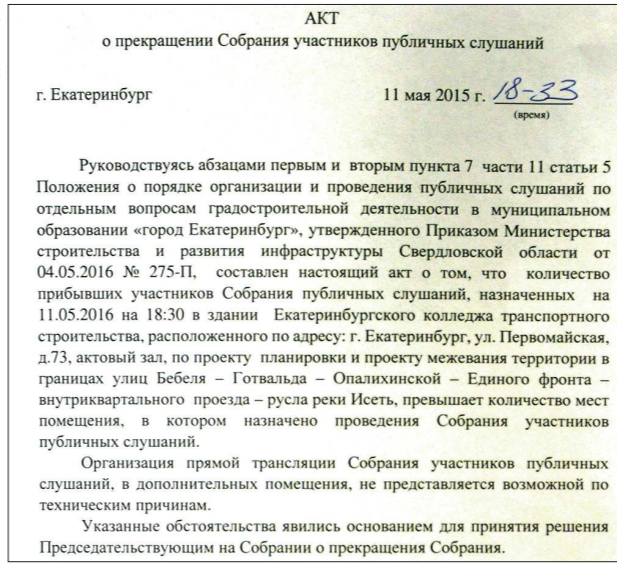 АКТ
о прекращении Собрания участников публичных слушаний
г. Екатеринбург 11 мая 2015 г. 18-33
(время)
Руководствуясь абзацами первым и вторым пункта 7 части 11 статьи 5
Положения о порядке организации и проведения публичных слушаний по
отдельным вопросам градостроительной деятельности в муниципальном
образовании «город Екатеринбург», утвержденного Приказом Министерства
строительства и развития инфраструктуры Свердловской области от
04.05.2016 № 275-П, составлен настоящий акт о том, что количество
прибывших участников Собрания публичных слушаний, назначенных на
11.05.2016 на 18:30 в здании Екатеринбургского колледжа транспортного
строительства, расположенного по адресу: г. Екатеринбург, ул. Первомайская,
д.73, актовый зал, по проекту планировки и проекту межевания территории в
границах улиц Бебеля – Готвальда – Опалихинской – Единого фронта –
внутриквартального проезда – русла реки Исеть, превышает количество мест
помещения, в котором назначено проведения Собрания участников
публичных слушаний.
Организация прямой трансляции Собрания участников публичных
слушаний, в дополнительных помещения, не представляется возможной по
техническим причинам.
Указанные обстоятельства явились основанием для принятия решения
Председательствующим на Собрании о прекращения Собрания.